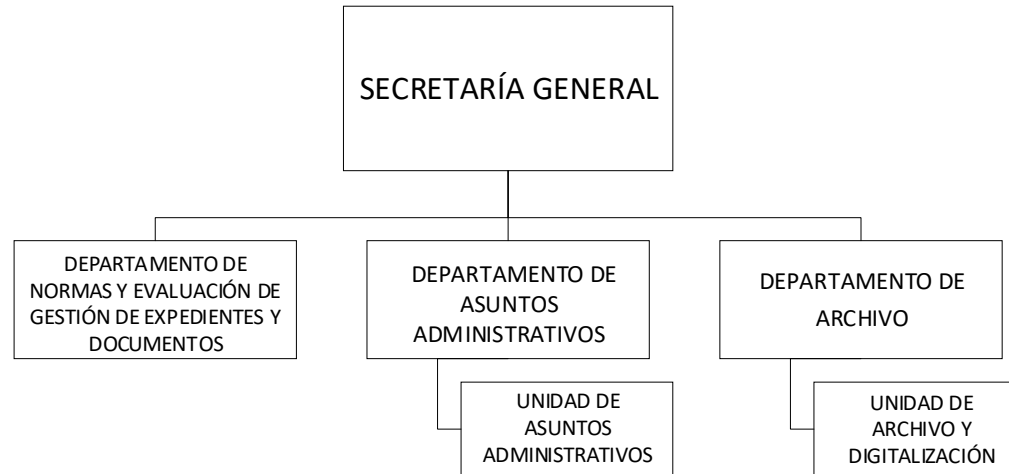 SECRETARÍA GENERAL
DEPARTAMENTO DE
NORMAS Y EVALUACIÓN DE
GESTIÓN DE EXPEDIENTES Y
DOCUMENTOS
DEPARTAMENTO DE
ASUNTOS
ADMINISTRATIVOS
DEPARTAMENTO DE
ARCHIVO
UNIDAD DE
ASUNTOS
ADMINISTRATIVOS
UNIDAD DE
ARCHIVO Y
DIGITALIZACIÓN